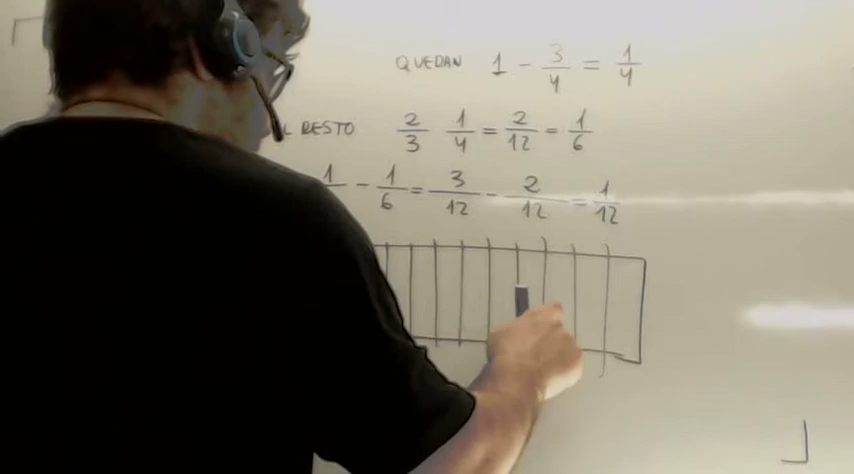 QUEDAN 1 - 3/4 = 1/4
L RESTO 2/3 1/4 = 2/12 = 1/6
1/ - 1/6 = 3/12 - 2/12 = 1/12